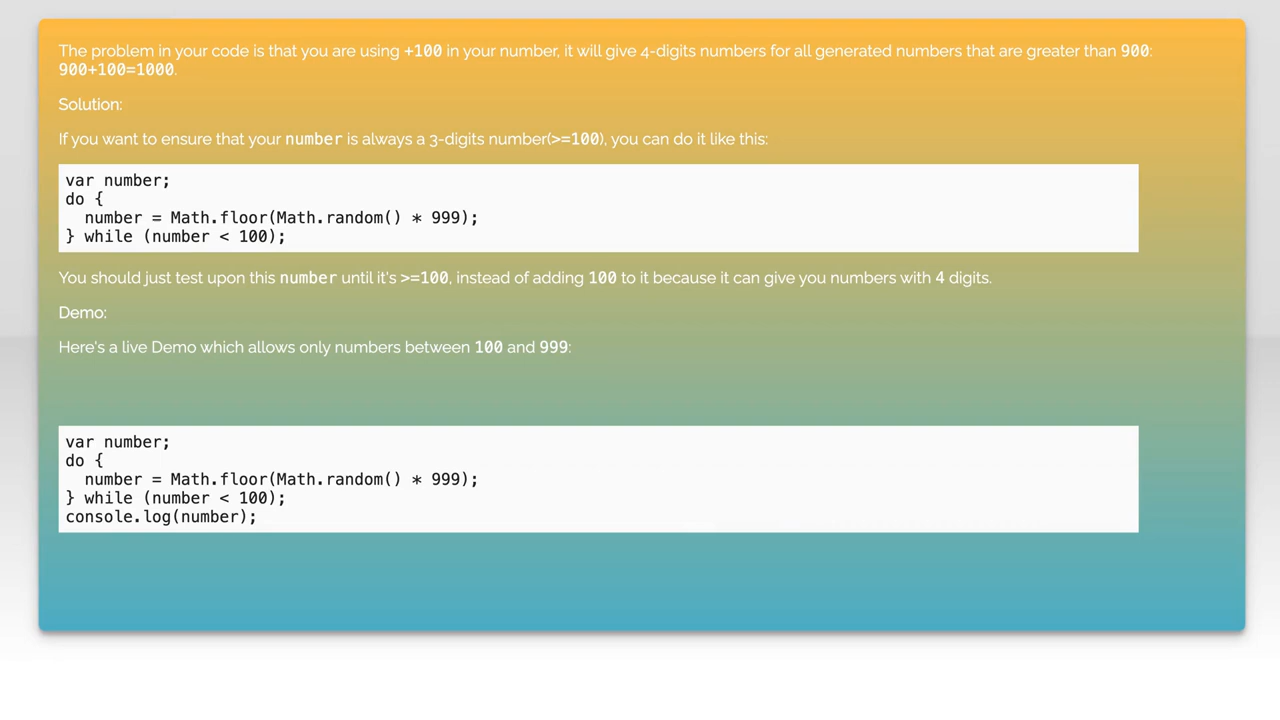 The problem in your code is that you are using +100 in your number, it will give 4-digits numbers for all generated numbers that are greater than 900:
900+100=1000.
Solution:
If you want to ensure that your number is always a 3-digits number(>=100), you can do it like this:
var number;
do {
  number = Math.floor(Math.random() * 999);
} while (number < 100);
You should just test upon this number until it's >=100, instead of adding 100 to it because it can give you numbers with 4 digits.
Demo:
Here's a live Demo which allows only numbers between 100 and 999:
var number;
do {
  number = Math.floor(Math.random() * 999);
} while (number < 100);
console.log(number);